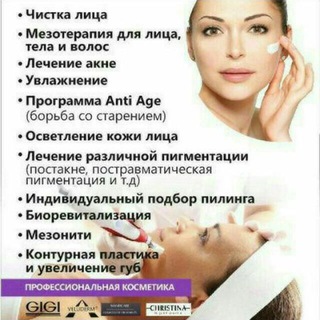 • Чистка лица
• Мезотерапия для лица,
тела и волос
• Лечение акне
• Увлажнение
• Программа Anti Age
(борьба со старением)
• Осветление кожи лица
• Лечение различной пигментации
(постакне, постравматическая
пигментация и т.д)
• Индивидуальный подбор пилинга
• Биоревитализация
• Мезонити
• Контурная пластика
и увеличение губ
ПРОФЕССИОНАЛЬНАЯ КОСМЕТИКА
GIGI
CHRISTINA